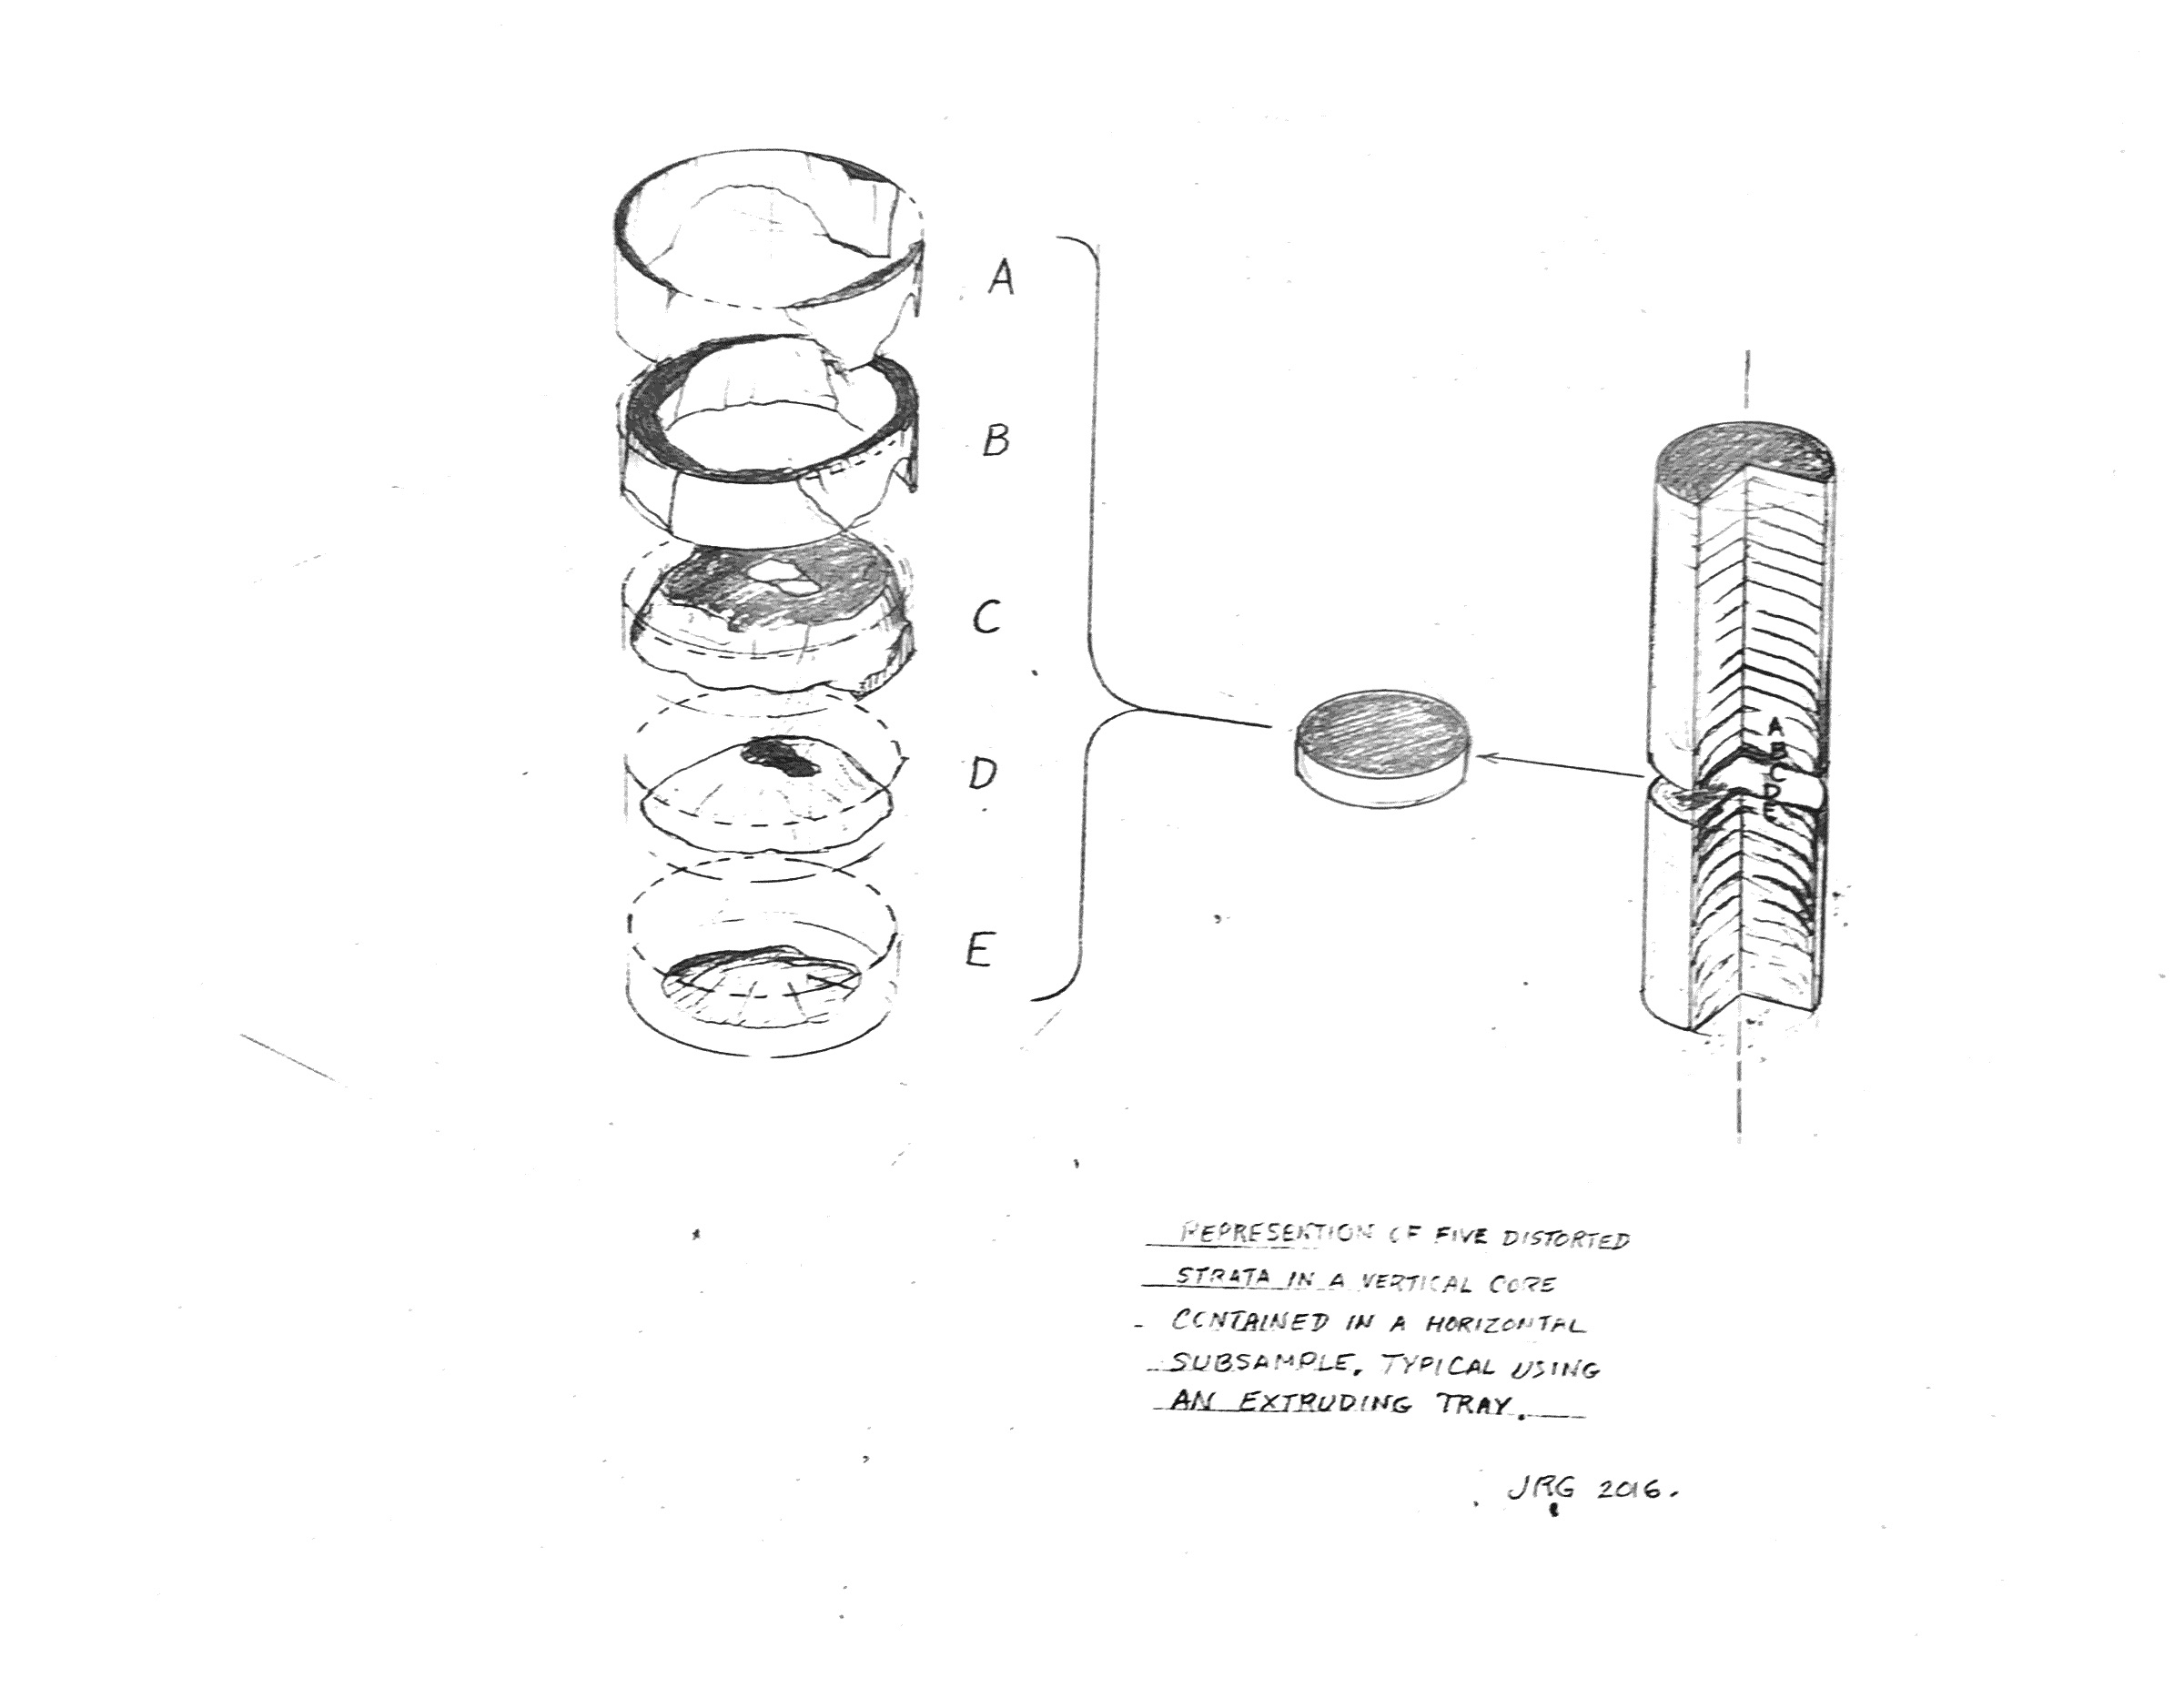 A
B
C
D
E
A
B
C
D
E
REPRESENTION OF FIVE DISTORTED
STRATA IN A VERTICAL CORE
CONTAINED IN A HORIZONTAL
SUBSAMPLE, TYPICAL USING
AN EXTRUDING TRAY.
JRG 2016.